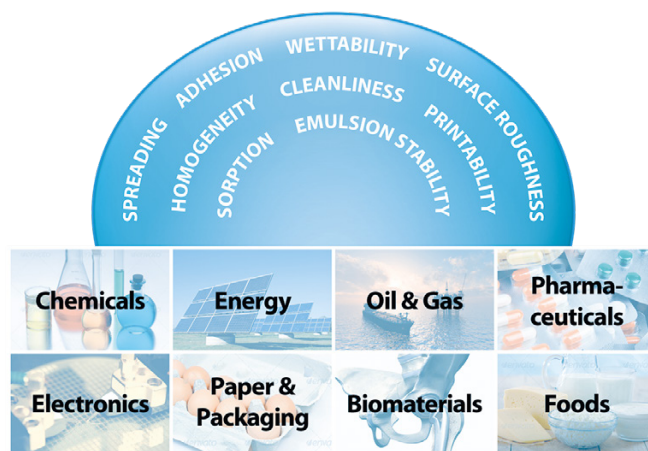 SPREADING ADHESION WETTABILITY SURFACE ROUGHNESS
HOMOGENEITY CLEANLINESS PRINTABILITY
SORPTION EMULSION STABILITY
Chemicals
Energy
Oil & Gas
Pharma-
ceuticals
Electronics
Paper &
Packaging
Biomaterials
Foods